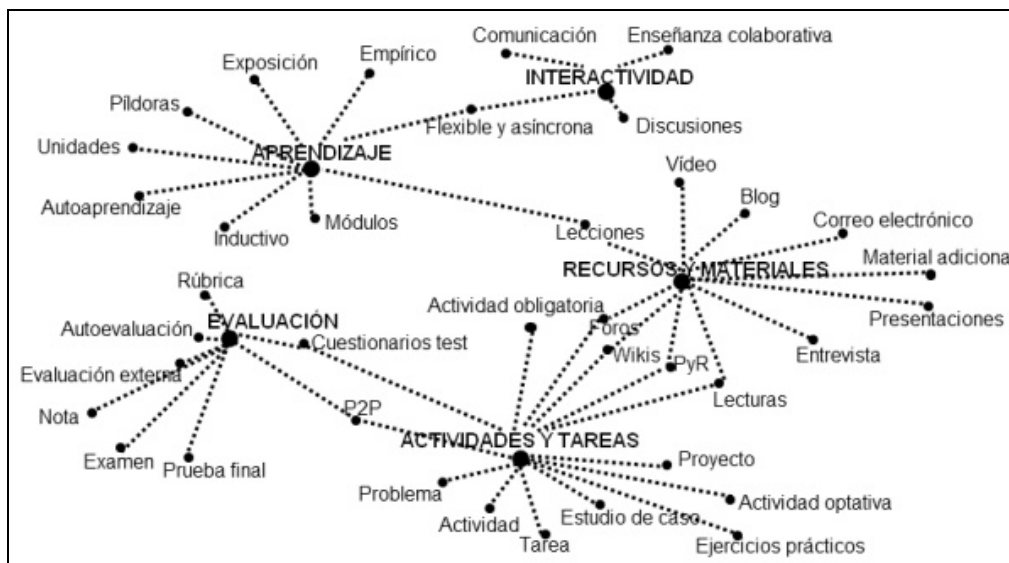 Comunicación
Enseñanza colaborativa
Exposición
Empírico
INTERACTIVIDAD
Píldoras
Flexible y asíncrona
Discusiones
Unidades
APRENDIZAJE
Vídeo
Autoaprendizaje
Blog
Inductivo
Módulos
Lecciones
Correo electrónico
Material adiciona
RECURSOS Y MATERIALES
Rúbrica
Actividad obligatoria
Presentaciones
EVALUACIÓN
Autoevaluación
Cuestionarios test
Foros
Wikis
PyR
Entrevista
Evaluación externa
Lecturas
Nota
P2P
ACTIVIDADES Y TAREAS
Examen
Prueba final
Proyecto
Problema
Actividad optativa
Actividad
Estudio de caso
Tarea
Ejercicios prácticos